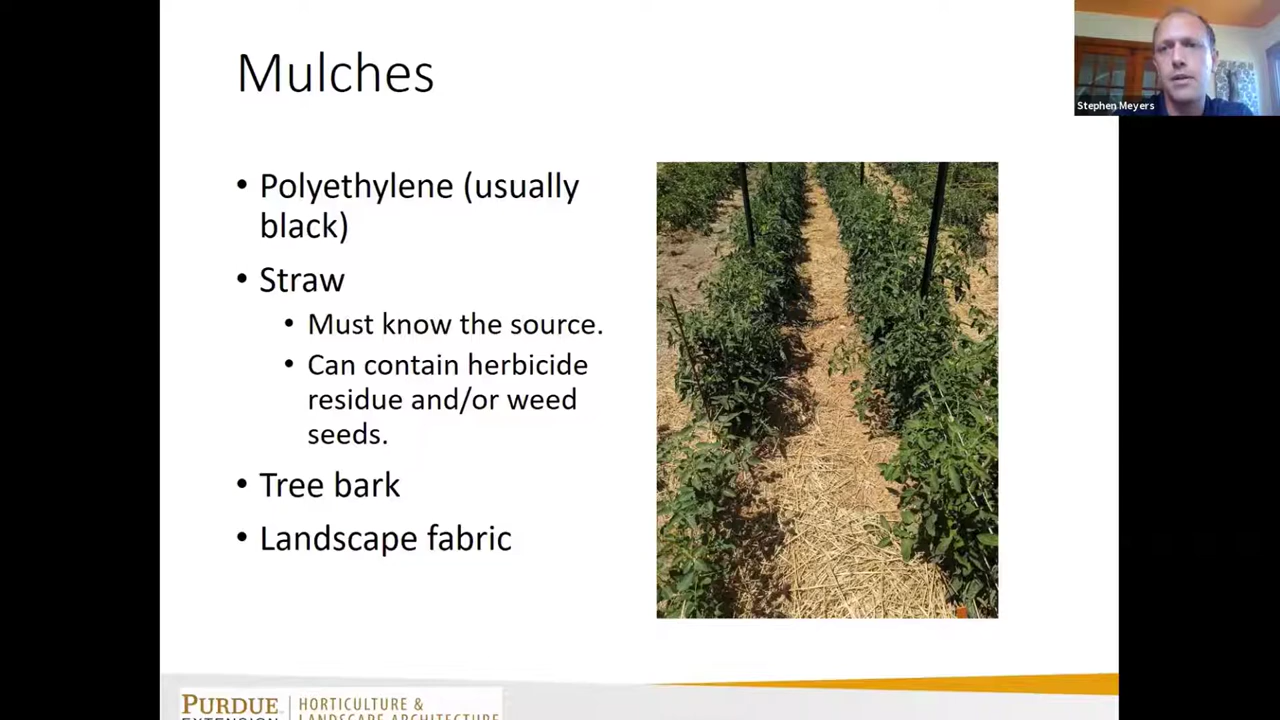 Mulches
Stephen Meyers
• Polyethylene (usually
black)
• Straw
• Must know the source.
• Can contain herbicide
residue and/or weed
seeds.
• Tree bark
• Landscape fabric
PURDUE
EXTENSION
HORTICULTURE &
LANDSCAPE ARCHITECTURE